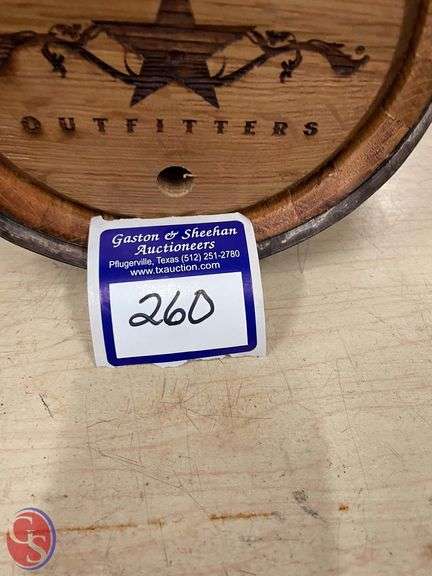 OUTFITTERS
Gaston & Sheehan
Auctioneers
Pflugerville, Texas (512) 251-2780
www.txauction.com
260
GS